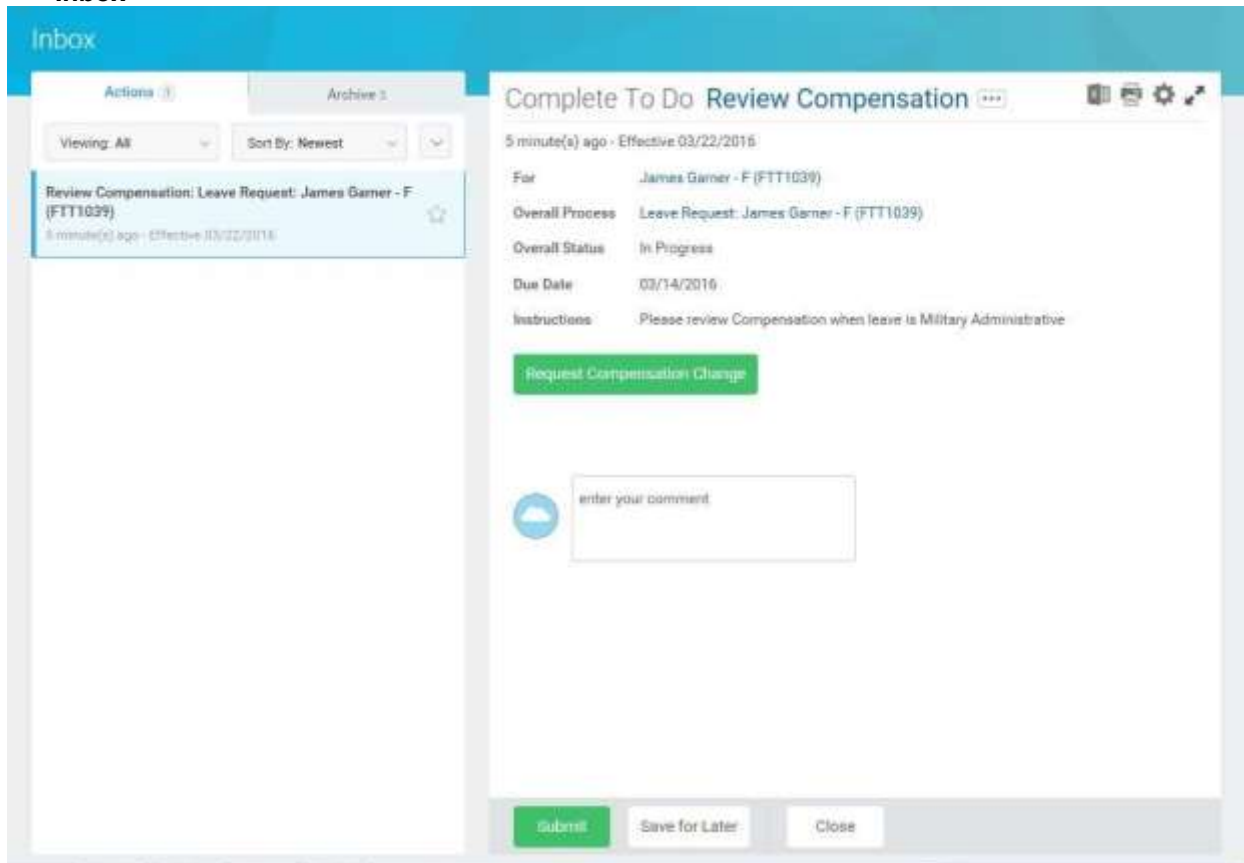 Inbox
Inbox
Actions 1
Archive
Viewing: All
Sort By: Newest
Review Compensation: Leave Request: James Garner - F
(FTT1039)
5 minute(s) ago - Effective 03/22/2016
Complete To Do Review Compensation
5 minute(s) ago - Effective 03/22/2016
For James Garner - F (FTT1039)
Overall Process Leave Request: James Garner - F (FTT1039)
Overall Status In Progress
Due Date 03/14/2016
Instructions Please review Compensation when leave is Military Administrative
Request Compensation Change
enter your comment
Submit Save for Later Close